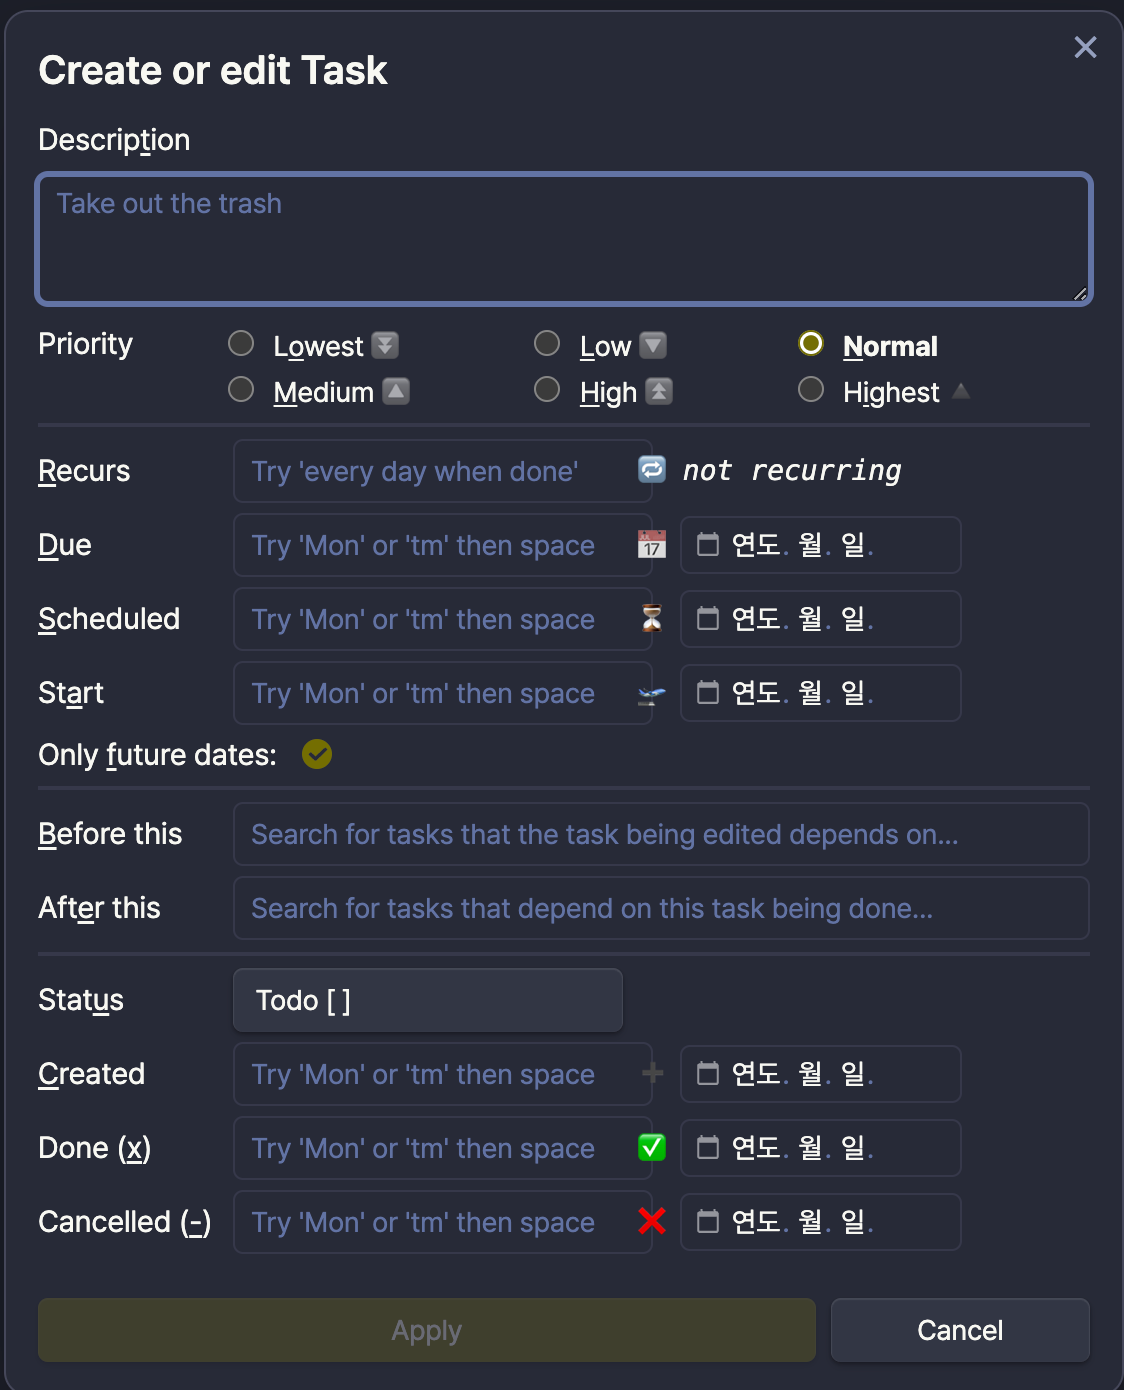 Create or edit Task
Description
Take out the trash
Priority Lowest Low Normal
Medium High Highest
Recurs Try 'every day when done' not recurring
Due Try 'Mon' or 'tm' then space 17 연도. 월. 일.
Scheduled Try 'Mon' or 'tm' then space 연도. 월. 일.
Start Try 'Mon' or 'tm' then space 연도. 월. 일.
Only future dates:
Before this Search for tasks that the task being edited depends on...
After this Search for tasks that depend on this task being done...
Status Todo [ ]
Created Try 'Mon' or 'tm' then space 연도. 월. 일.
Done (x) Try 'Mon' or 'tm' then space 연도. 월. 일.
Cancelled (-) Try 'Mon' or 'tm' then space 연도. 월. 일.
Apply Cancel